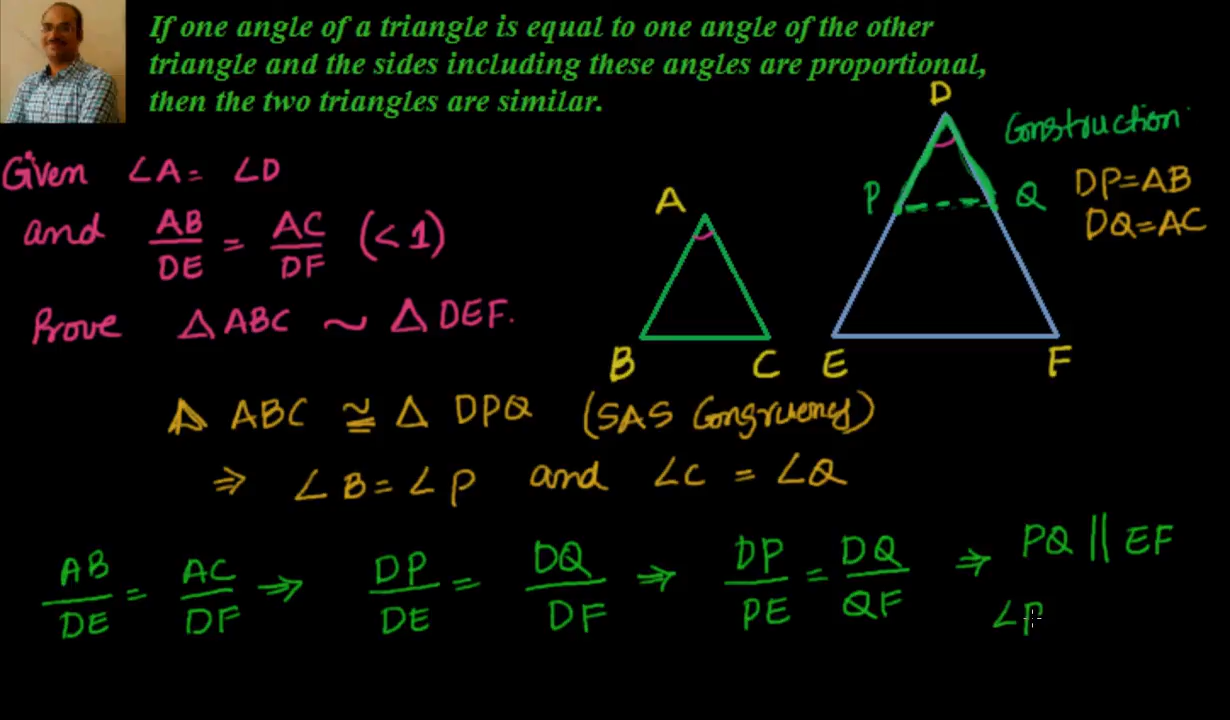 If one angle of a triangle is equal to one angle of the other
triangle and the sides including these angles are proportional,
then the two triangles are similar.
Given ∠A = ∠D
and AB/DE = AC/DF (< 1)
Prove △ABC ~ △DEF.
A
B
C
D
P
Q
E
F
Construction
DP=AB
DQ=AC
△ ABC ≅ △ DPQ (SAS Congruency)
⇒ ∠B = ∠P and ∠C = ∠Q
AB/DE = AC/DF ⇒ DP/DE = DQ/DF ⇒ DP/PE = DQ/QF ⇒ PQ || EF
∠P